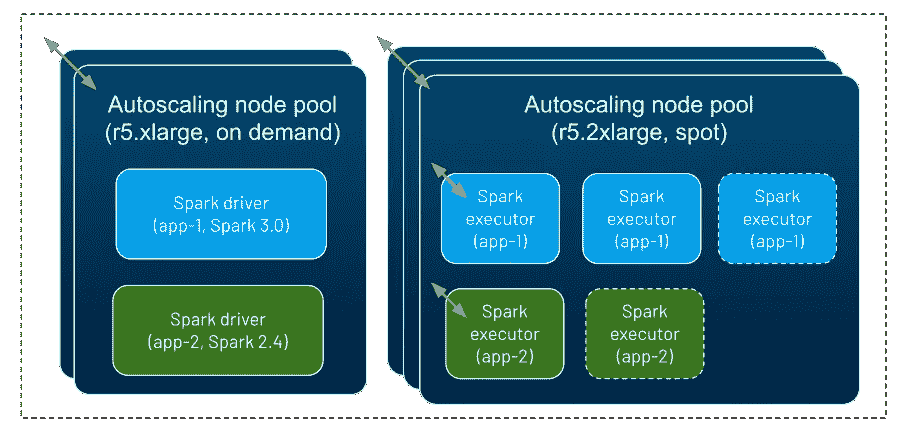 Autoscaling node pool
(r5.xlarge, on demand)
Spark driver
(app-1, Spark 3.0)
Spark driver
(app-2, Spark 2.4)
Autoscaling node pool
(r5.2xlarge, spot)
Spark
executor
(app-1)
Spark
executor
(app-1)
Spark
executor
(app-1)
Spark
executor
(app-2)
Spark
executor
(app-2)